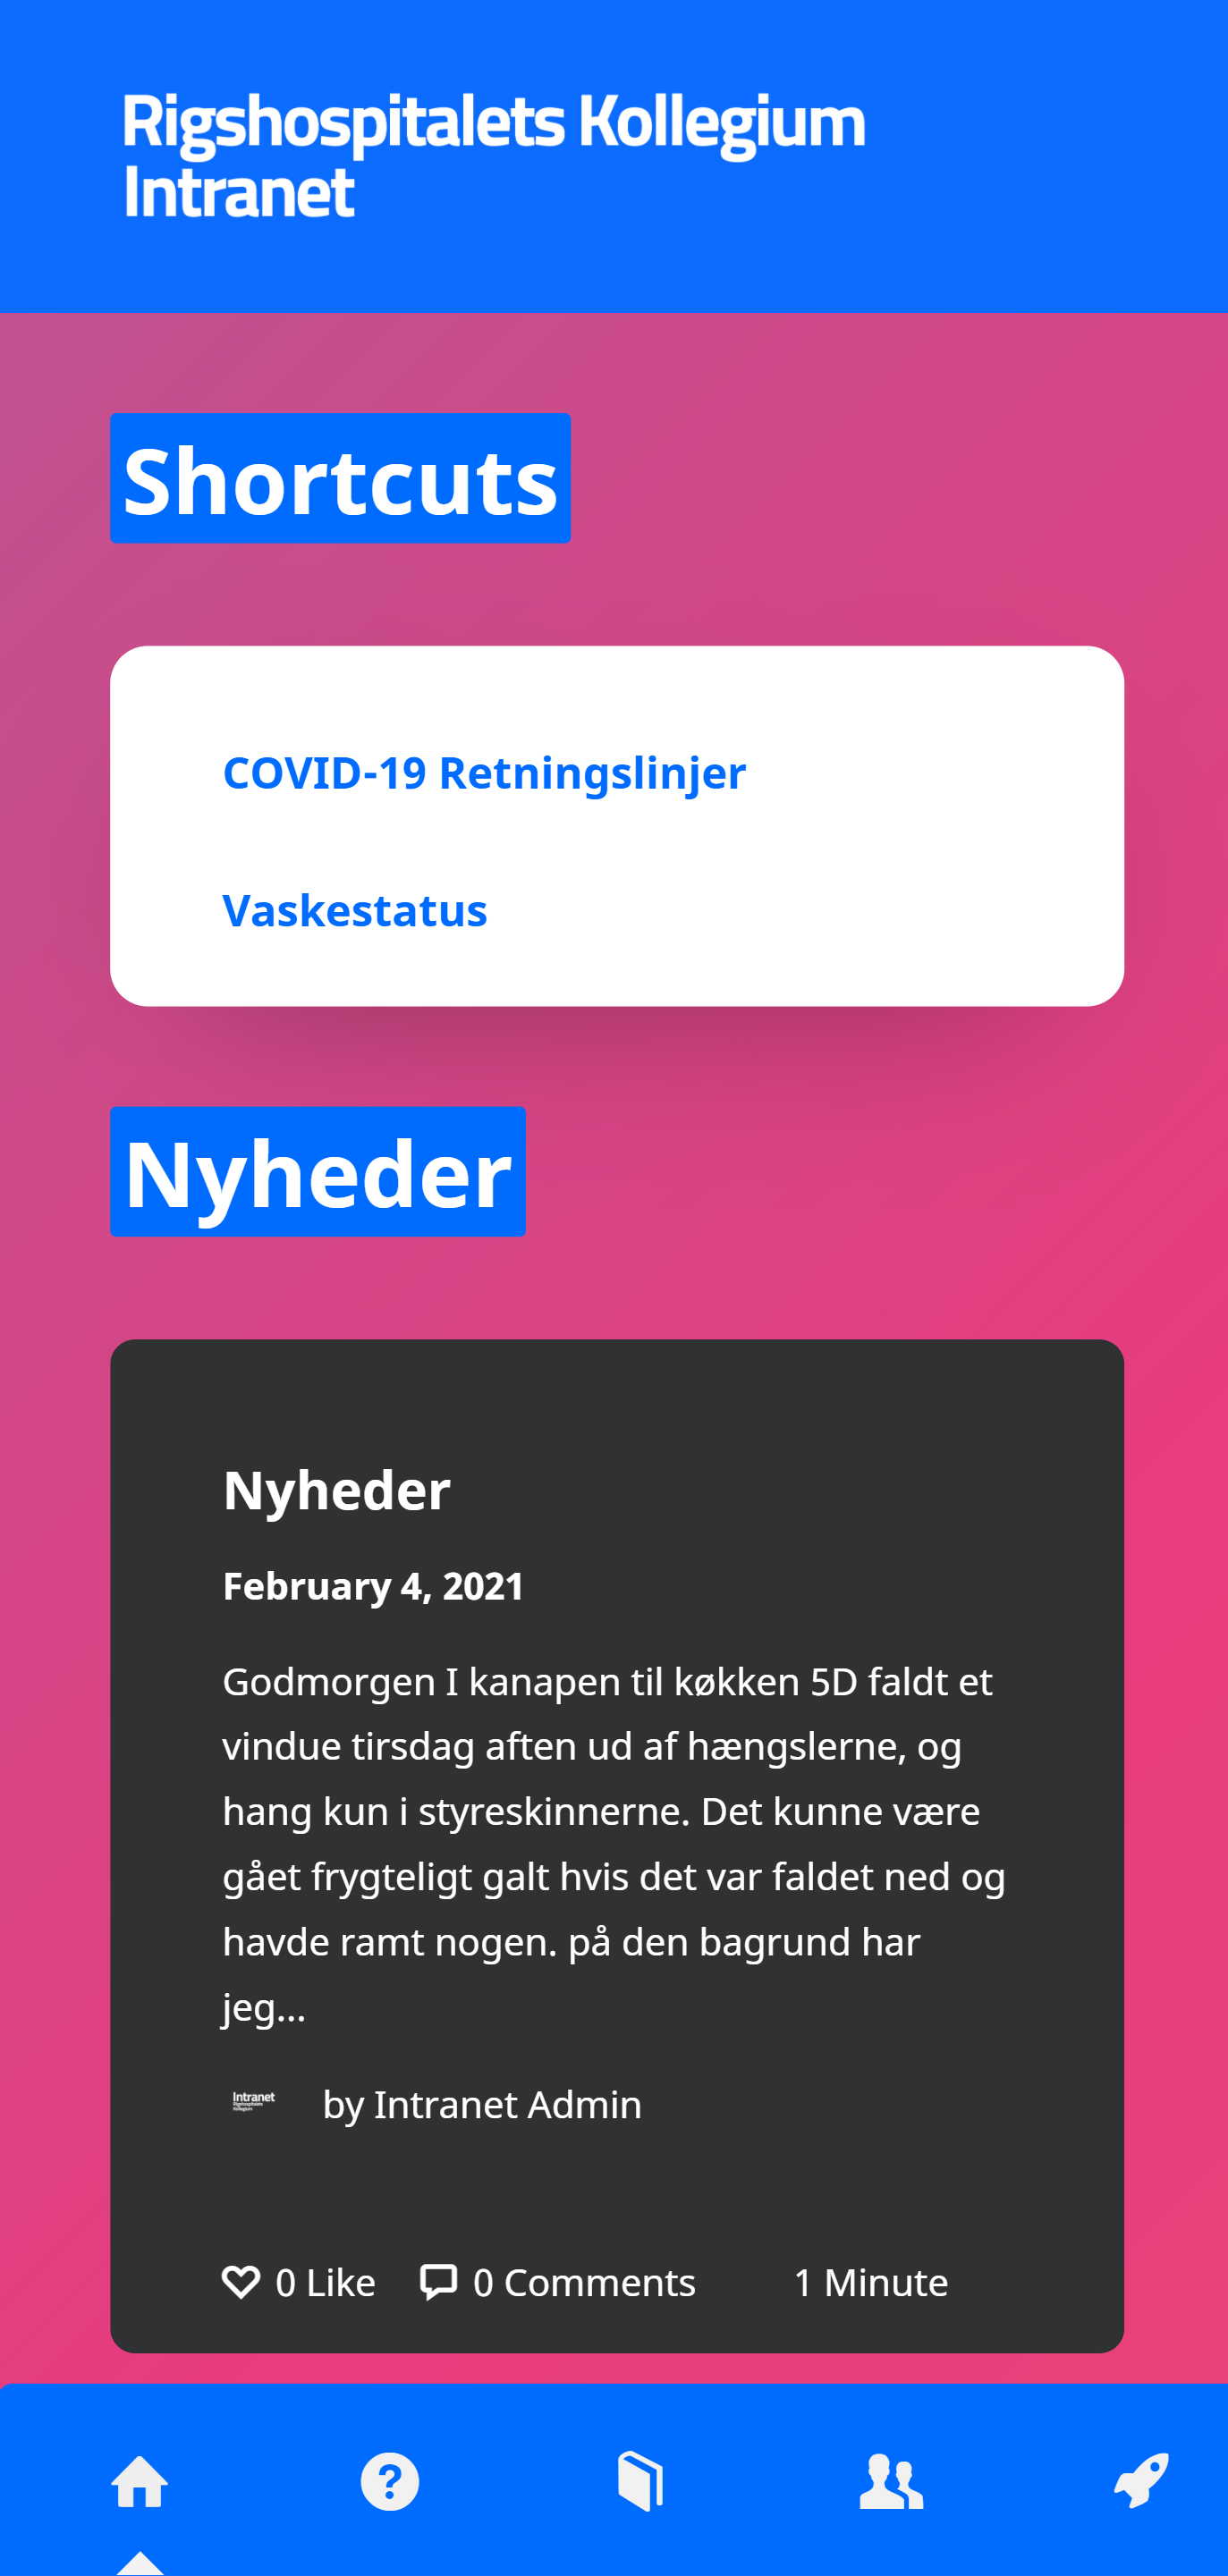 Rigshospitalets Kollegium
Intranet
Shortcuts
COVID-19 Retningslinjer
Vaskestatus
Nyheder
Nyheder
February 4, 2021
Godmorgen I kanapen til køkken 5D faldt et
vindue tirsdag aften ud af hængslerne, og
hang kun i styreskinnerne. Det kunne være
gået frygteligt galt hvis det var faldet ned og
havde ramt nogen. på den bagrund har
jeg...
Intranet
Rigshospitalets
Kollegium
by Intranet Admin
0 Like 0 Comments 1 Minute